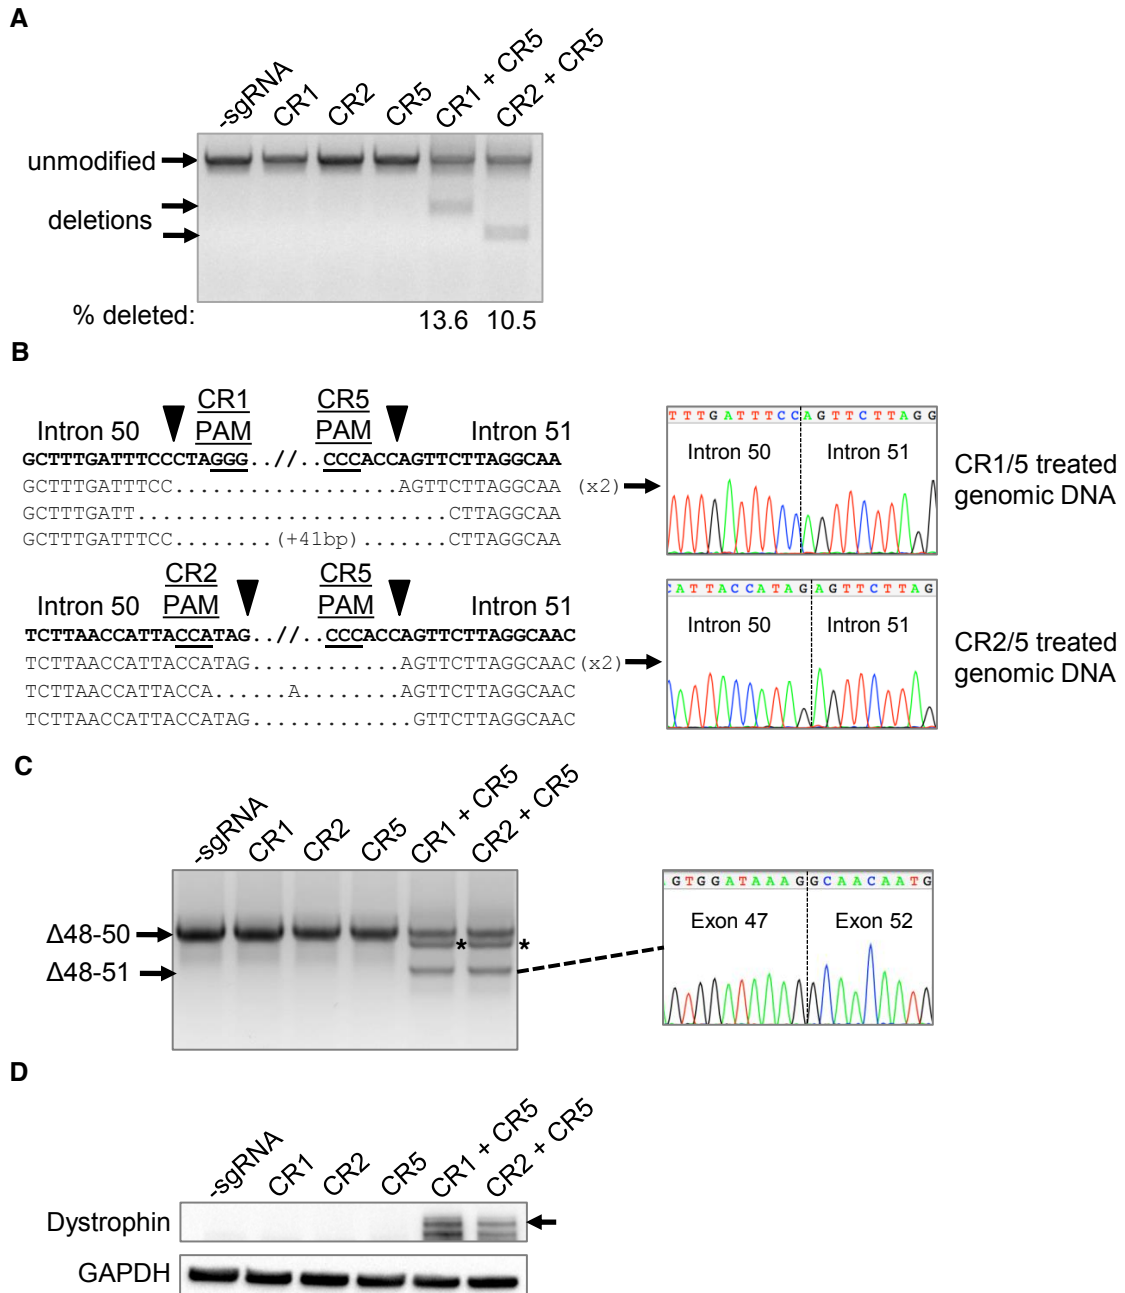 A
-sgRNA CR1 CR2 CR5 CR1 + CR5 CR2 + CR5
unmodified
deletions
% deleted: 13.6 10.5
B
CR1 CR5
PAM PAM
Intron 50 Intron 51
GCTTTGATTTCCCTAGGG..//..CCCACCAGTTCTTAGGCAA
GCTTTGATTTCC...................AGTTCTTAGGCAA (x2)
GCTTTGATT..........................CTTAGGCAA
GCTTTGATTTCC.........(+41bp)........CTTAGGCAA
TTTGATTTCCAGTTCTTAGG
Intron 50 Intron 51
CR1/5 treated
genomic DNA
CR2 CR5
PAM PAM
Intron 50 Intron 51
TCTTAACCATTACCATAG..//..CCCACCAGTTCTTAGGCAAC
TCTTAACCATTACCATAG.............AGTTCTTAGGCAAC (x2)
TCTTAACCATTACCA......A........AGTTCTTAGGCAAC
TCTTAACCATTACCATAG..............GTTCTTAGGCAAC
CATTACCATAGAGTTCTTAG
Intron 50 Intron 51
CR2/5 treated
genomic DNA
C
-sgRNA CR1 CR2 CR5 CR1 + CR5 CR2 + CR5
Δ48-50
* *
Δ48-51
GTGGATAAAGGCAACAATG
Exon 47 Exon 52
D
-sgRNA CR1 CR2 CR5 CR1 + CR5 CR2 + CR5
Dystrophin
GAPDH